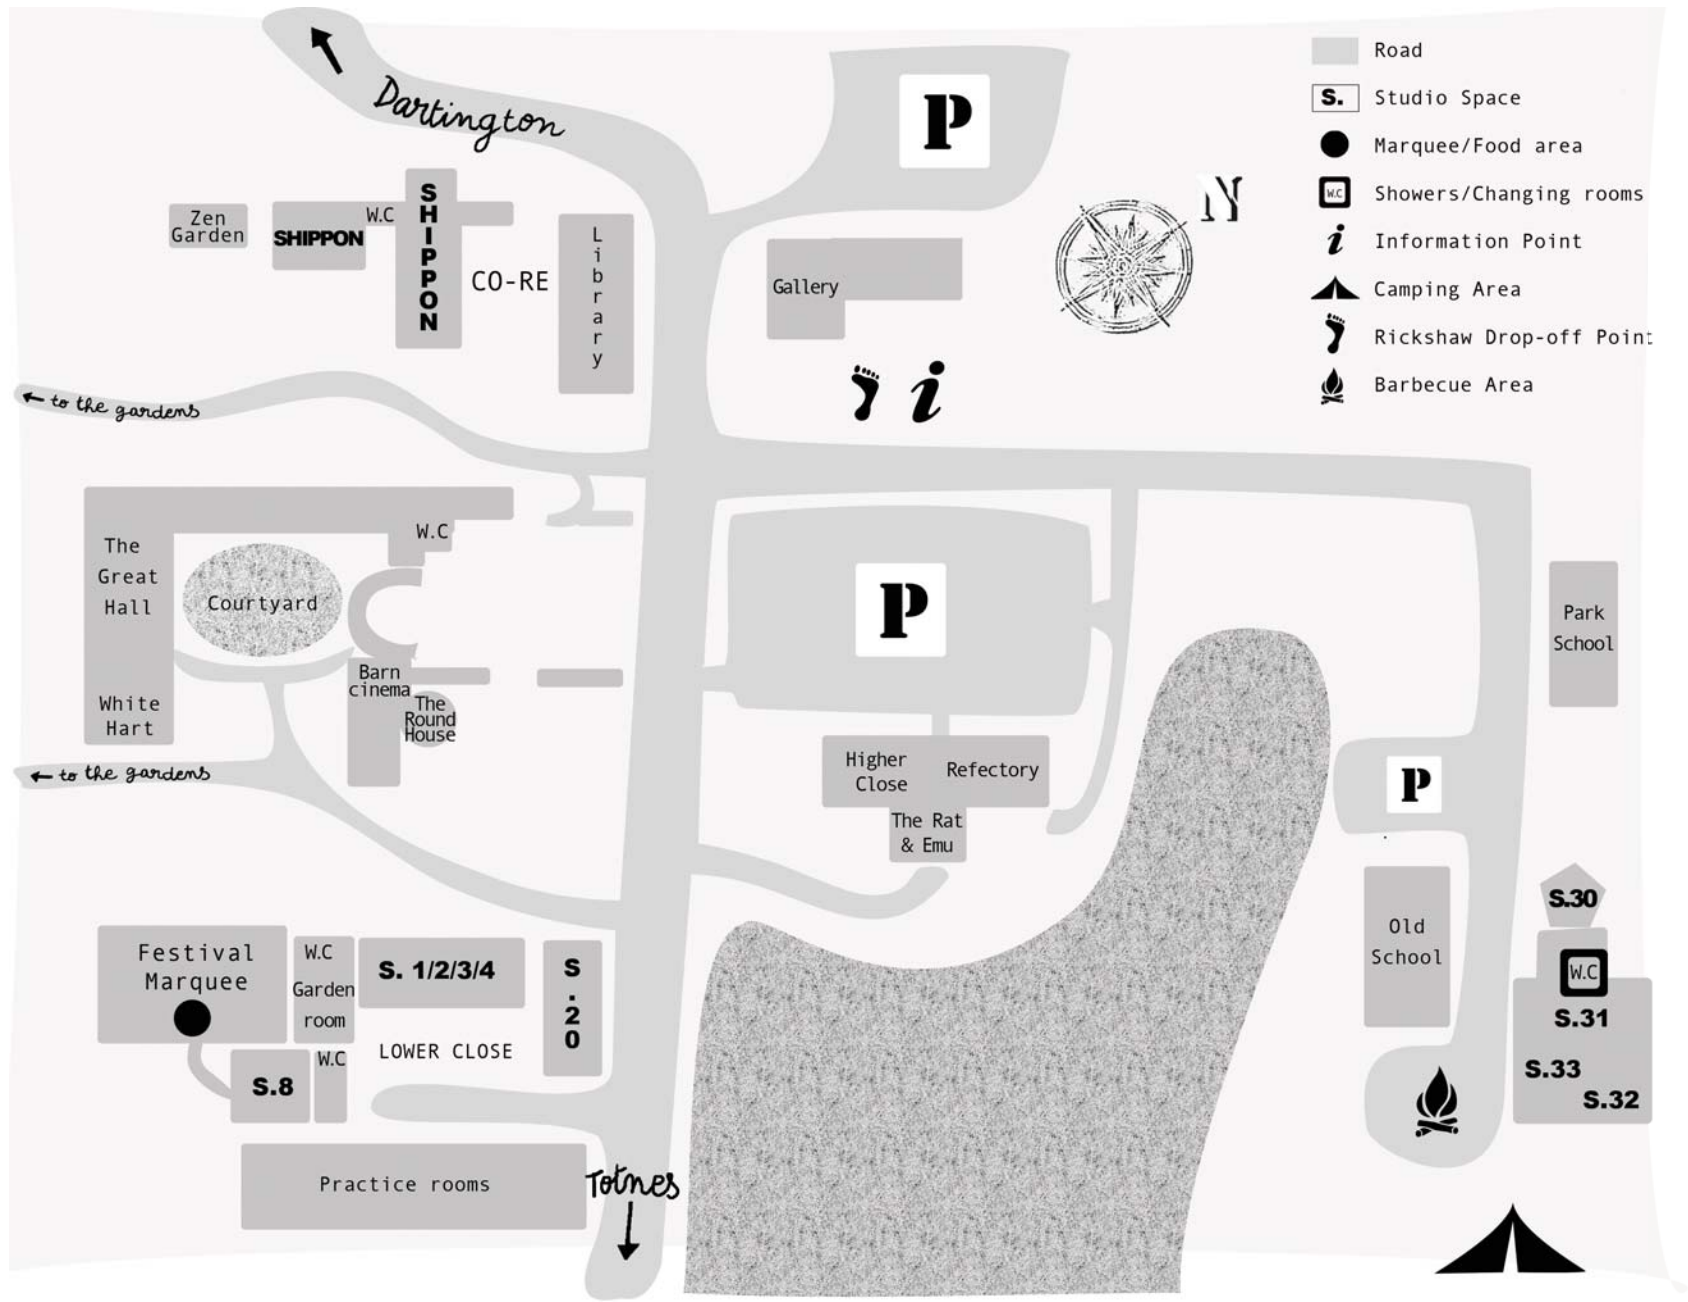 Dartington
P
Road
S. Studio Space
Marquee/Food area
W.C Showers/Changing rooms
i Information Point
Camping Area
Rickshaw Drop-off Point
Barbecue Area
N
Zen
Garden
SHIPPON
W.C
SHIPPON
CO-RE
Library
Gallery
i
to the gardens
The
Great
Hall
Courtyard
W.C
White
Hart
Barn
cinema
The
Round
House
to the gardens
P
Higher
Close
Refectory
The Rat
& Emu
Park
School
P
Old
School
S.30
W.C
S.31
S.33
S.32
Festival
Marquee
W.C
Garden
room
S. 1/2/3/4
S.20
LOWER CLOSE
S.8
W.C
Practice rooms
Totnes